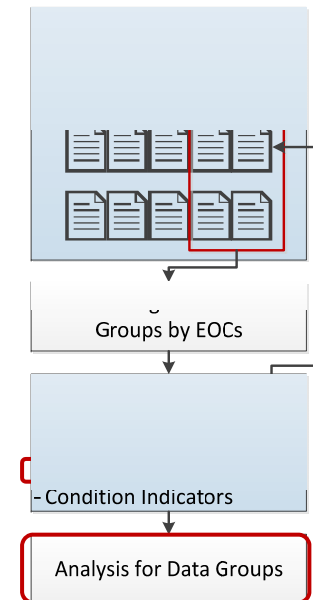 Groups by EOCs
- Condition Indicators
Analysis for Data Groups